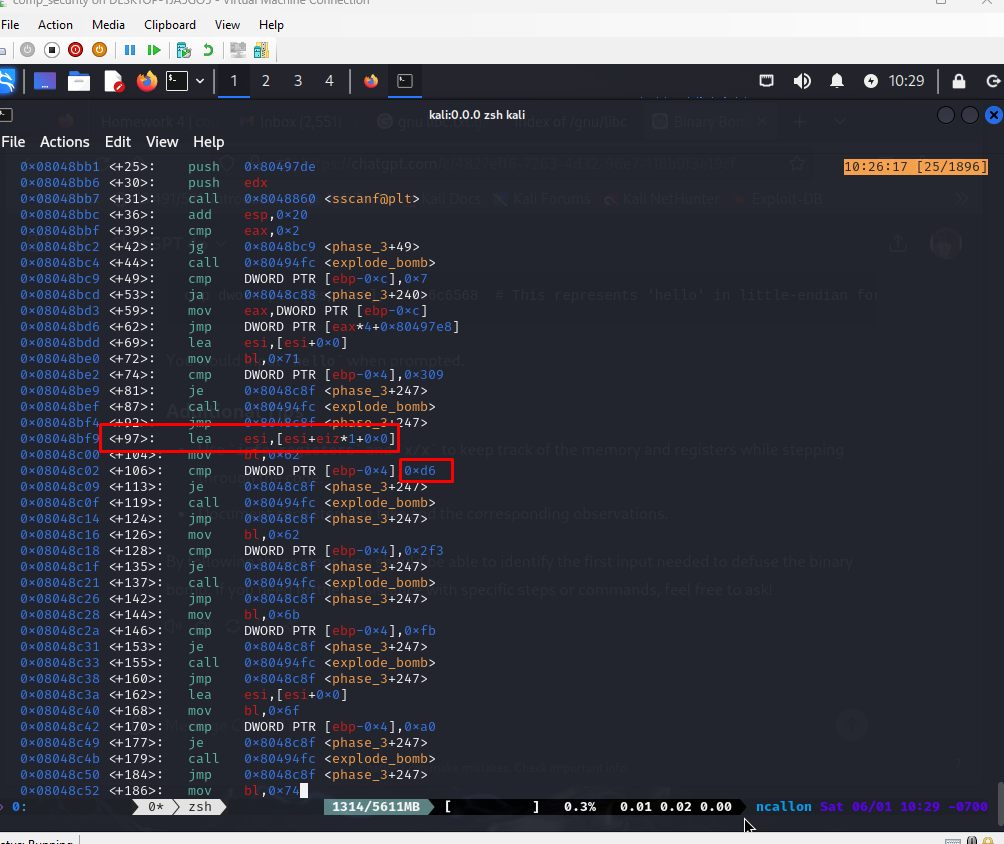 comp_security on DESKTOP-TJA5GO5 - Virtual Machine Connection
File Action Media Clipboard View Help
1 2 3 4 10:29
kali:0.0.0 zsh kali
File Actions Edit View Help
0×08048bb1 <+25>: push 0×80497de 10:26:17 [25/1896]
0×08048bb6 <+30>: push edx
0×08048bb7 <+31>: call 0×8048860 <sscanf@plt>
0×08048bbc <+36>: add esp,0×20
0×08048bbf <+39>: cmp eax,0×2
0×08048bc2 <+42>: jg 0×8048bc9 <phase_3+49>
0×08048bc4 <+44>: call 0×80494fc <explode_bomb>
0×08048bc9 <+49>: cmp DWORD PTR [ebp-0×c],0×7
0×08048bcd <+53>: ja 0×8048c88 <phase_3+240>
0×08048bd3 <+59>: mov eax,DWORD PTR [ebp-0×c]
0×08048bd6 <+62>: jmp DWORD PTR [eax*4+0×80497e8]
0×08048bdd <+69>: lea esi,[esi+0×0]
0×08048be0 <+72>: mov bl,0×71
0×08048be2 <+74>: cmp DWORD PTR [ebp-0×4],0×309
0×08048be9 <+81>: je 0×8048c8f <phase_3+247>
0×08048bef <+87>: call 0×80494fc <explode_bomb>
0×08048bf4 <+92>: jmp 0×8048c8f <phase_3+247>
0×08048bf9 <+97>: lea esi,[esi+eiz*1+0×0]
0×08048c00 <+104>: mov bl,0×62
0×08048c02 <+106>: cmp DWORD PTR [ebp-0×4],0×d6
0×08048c09 <+113>: je 0×8048c8f <phase_3+247>
0×08048c0f <+119>: call 0×80494fc <explode_bomb>
0×08048c14 <+124>: jmp 0×8048c8f <phase_3+247>
0×08048c16 <+126>: mov bl,0×62
0×08048c18 <+128>: cmp DWORD PTR [ebp-0×4],0×2f3
0×08048c1f <+135>: je 0×8048c8f <phase_3+247>
0×08048c21 <+137>: call 0×80494fc <explode_bomb>
0×08048c26 <+142>: jmp 0×8048c8f <phase_3+247>
0×08048c28 <+144>: mov bl,0×6b
0×08048c2a <+146>: cmp DWORD PTR [ebp-0×4],0×fb
0×08048c31 <+153>: je 0×8048c8f <phase_3+247>
0×08048c33 <+155>: call 0×80494fc <explode_bomb>
0×08048c38 <+160>: jmp 0×8048c8f <phase_3+247>
0×08048c3a <+162>: lea esi,[esi+0×0]
0×08048c40 <+168>: mov bl,0×6f
0×08048c42 <+170>: cmp DWORD PTR [ebp-0×4],0×a0
0×08048c49 <+177>: je 0×8048c8f <phase_3+247>
0×08048c4b <+179>: call 0×80494fc <explode_bomb>
0×08048c50 <+184>: jmp 0×8048c8f <phase_3+247>
0×08048c52 <+186>: mov bl,0×74
0: 0* zsh 1314/5611MB [ ] 0.3% 0.01 0.02 0.00 ncallon Sat 06/01 10:29 -0700